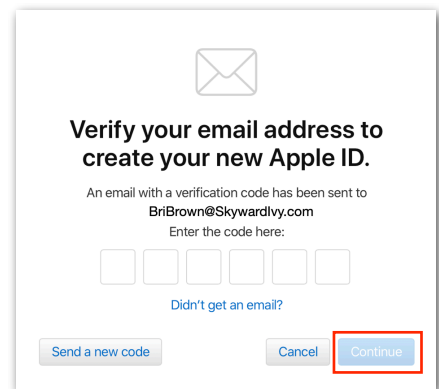 Verify your email address to
create your new Apple ID.
An email with a verification code has been sent to
BriBrown@SkywardIvy.com
Enter the code here:
Didn't get an email?
Send a new code
Cancel
Continue